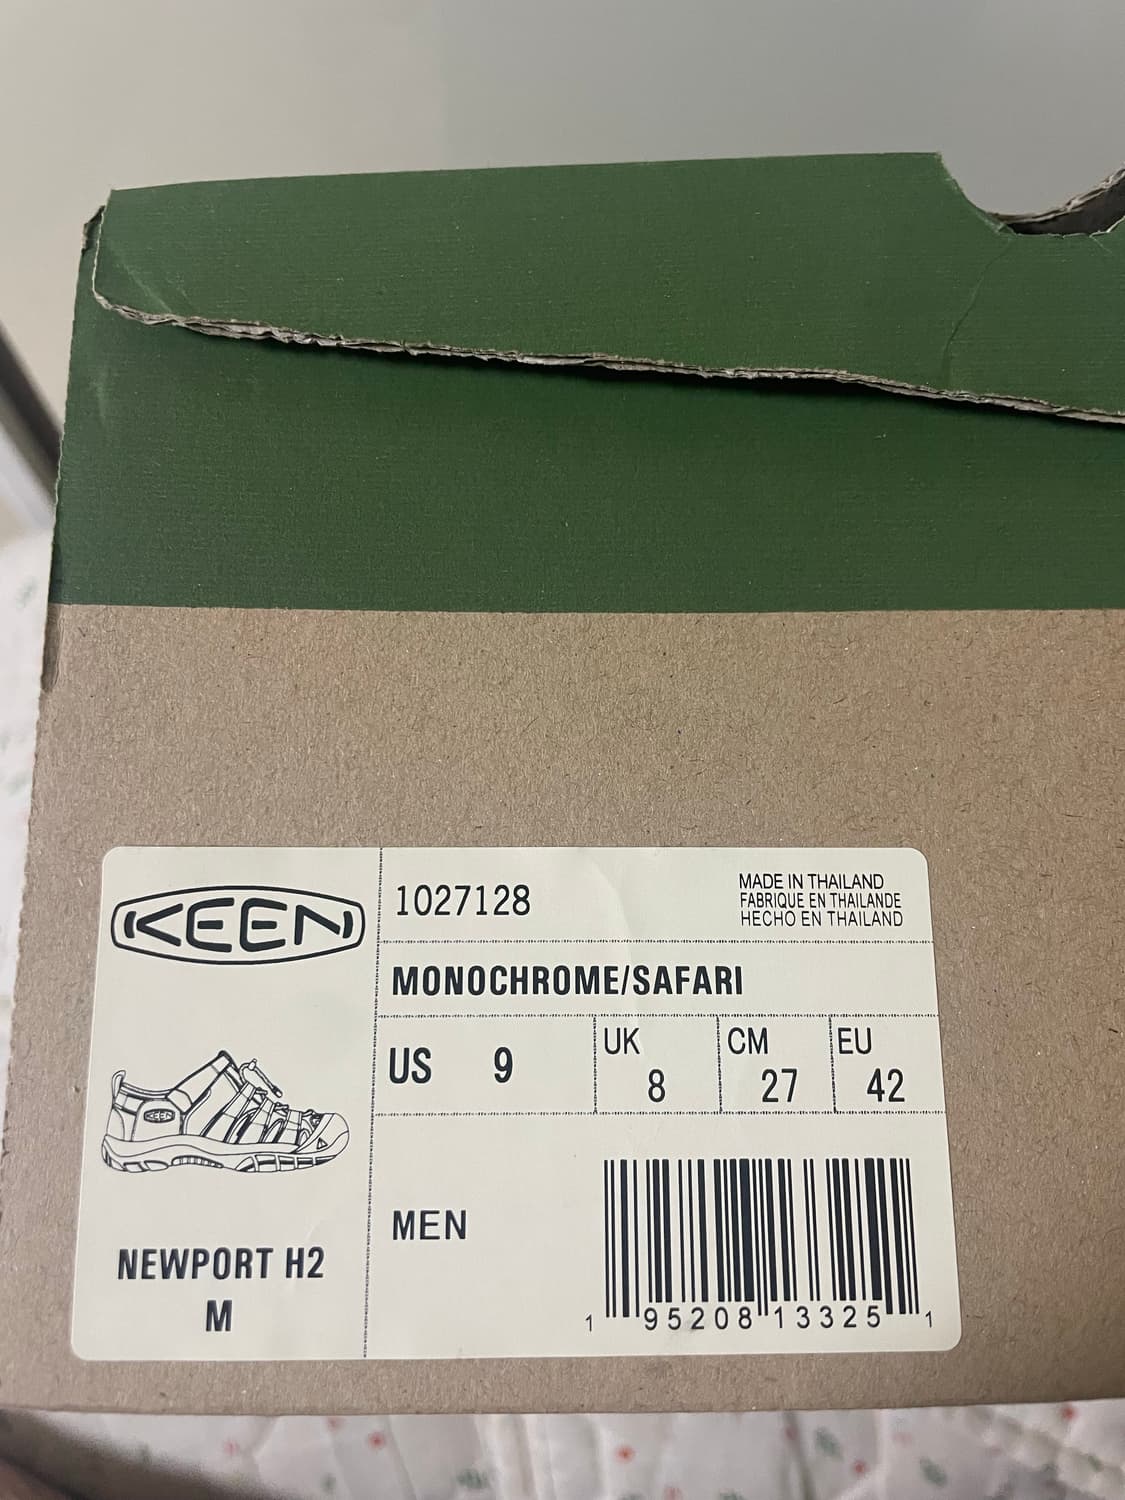 KEEN
1027128
MADE IN THAILAND
FABRIQUE EN THAILANDE
HECHO EN THAILAND
MONOCHROME/SAFARI
US 9
UK 8
CM 27
EU 42
KEEN
NEWPORT H2
M
MEN
1 95208 13325 1